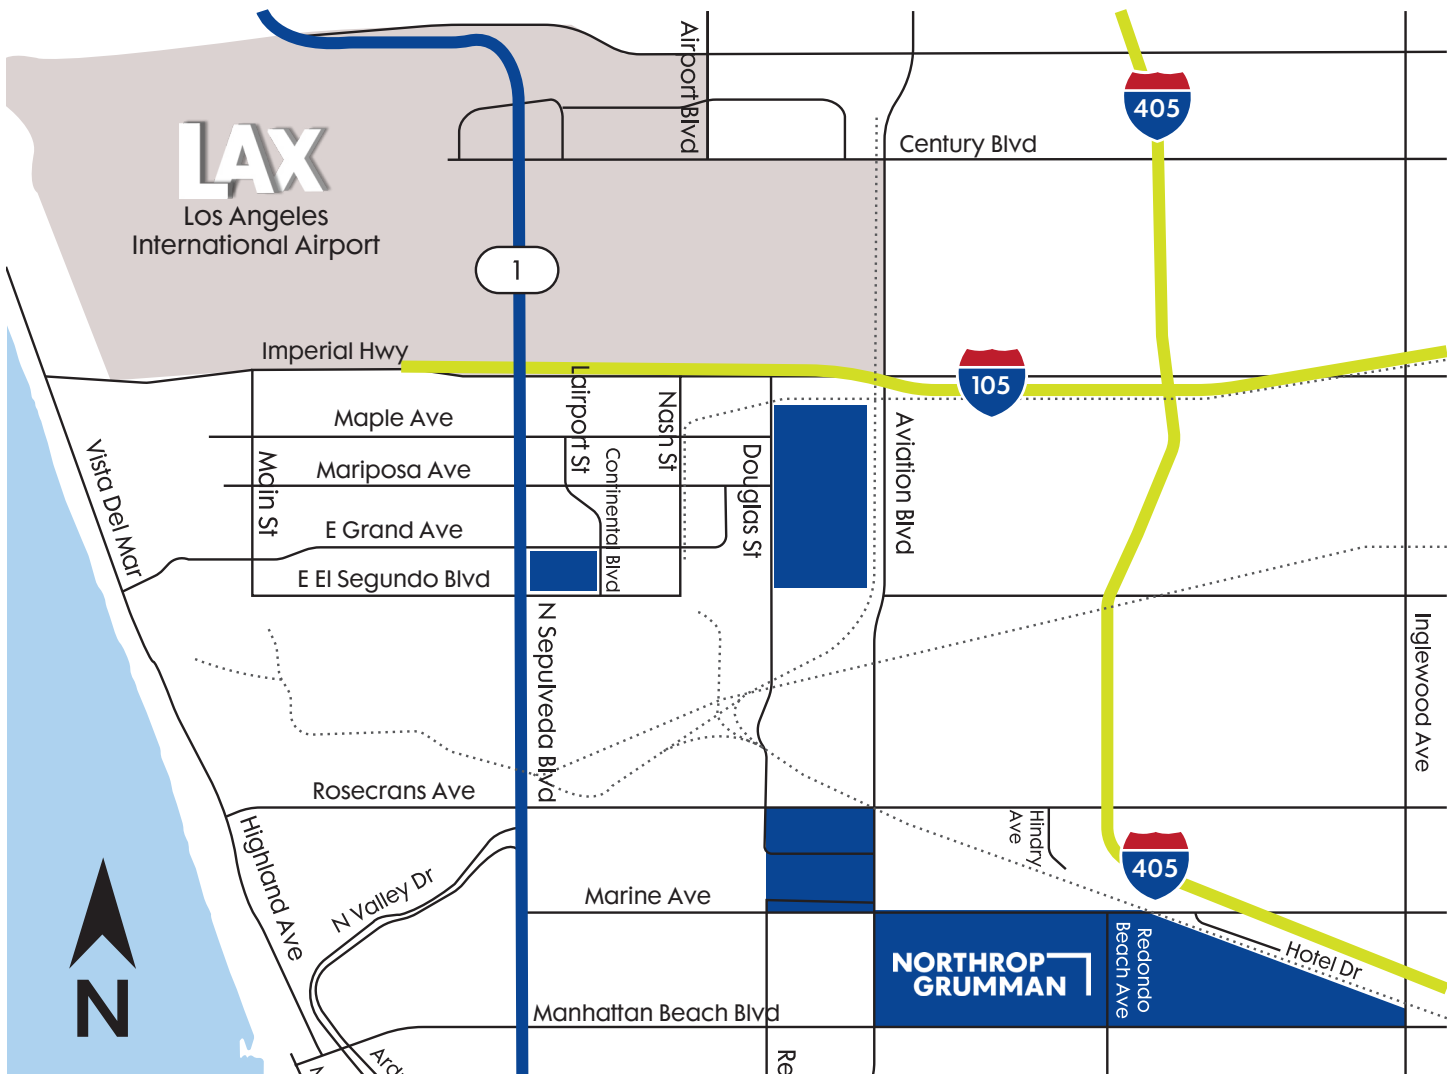 Airport Blvd
405
LAX
Century Blvd
Los Angeles
International Airport
1
Imperial Hwy
105
Lairport St
Nash St
Maple Ave
Aviation Blvd
Vista Del Mar
Main St
Mariposa Ave
Continental Blvd
Douglas St
E Grand Ave
E El Segundo Blvd
N Sepulveda Blvd
Inglewood Ave
Rosecrans Ave
Hindry
Ave
Highland Ave
405
N Valley Dr
Marine Ave
Redondo
Beach Ave
Hotel Dr
NORTHROP
GRUMMAN
N
Manhattan Beach Blvd
Re